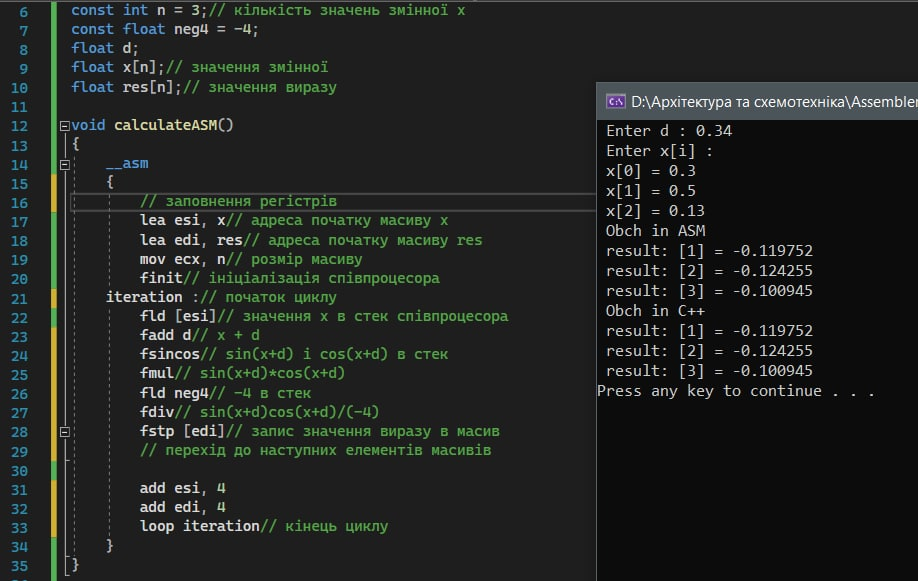 6 const int n = 3;// кількість значень змінної x
7 const float neg4 = -4;
8 float d;
9 float x[n];// значення змінної
10 float res[n];// значення виразу
11
12 void calculateASM()
13 {
14 __asm
15 {
16 // заповнення регістрів
17 lea esi, x// адреса початку масиву x
18 lea edi, res// адреса початку масиву res
19 mov ecx, n// розмір масиву
20 finit// ініціалізація співпроцесора
21 iteration :// початок циклу
22 fld [esi]// значення x в стек співпроцесора
23 fadd d// x + d
24 fsincos// sin(x+d) і cos(x+d) в стек
25 fmul// sin(x+d)*cos(x+d)
26 fld neg4// -4 в стек
27 fdiv// sin(x+d)cos(x+d)/(-4)
28 fstp [edi]// запис значення виразу в масив
29 // перехід до наступних елементів масивів
30
31 add esi, 4
32 add edi, 4
33 loop iteration// кінець циклу
34 }
35 }
D:\Архітектура та схемотехніка\Assembler
Enter d : 0.34
Enter x[i] :
x[0] = 0.3
x[1] = 0.5
x[2] = 0.13
Obch in ASM
result: [1] = -0.119752
result: [2] = -0.124255
result: [3] = -0.100945
Obch in C++
result: [1] = -0.119752
result: [2] = -0.124255
result: [3] = -0.100945
Press any key to continue . . .